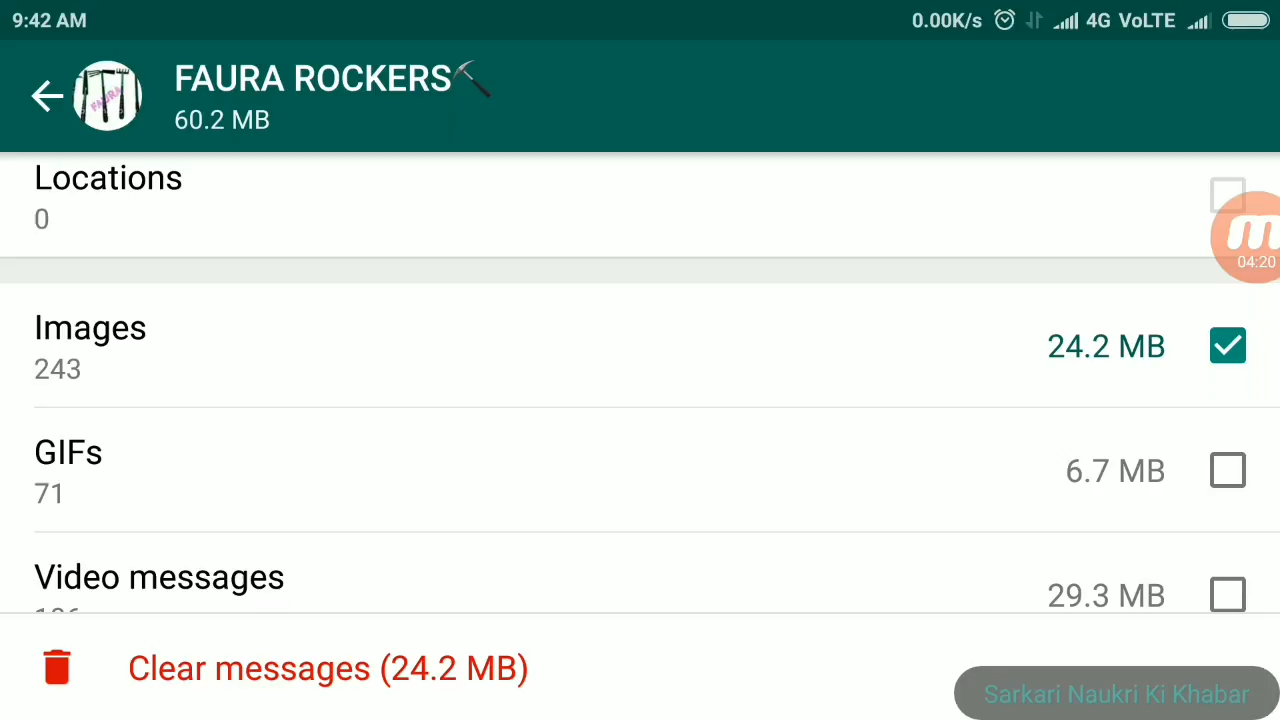 9:42 AM
0.00K/s 4G VoLTE
FAURA ROCKERS
60.2 MB
FAURA
Locations
0
04:20
Images
243
24.2 MB
GIFs
71
6.7 MB
Video messages
29.3 MB
Clear messages (24.2 MB)
Sarkari Naukri Ki Khabar